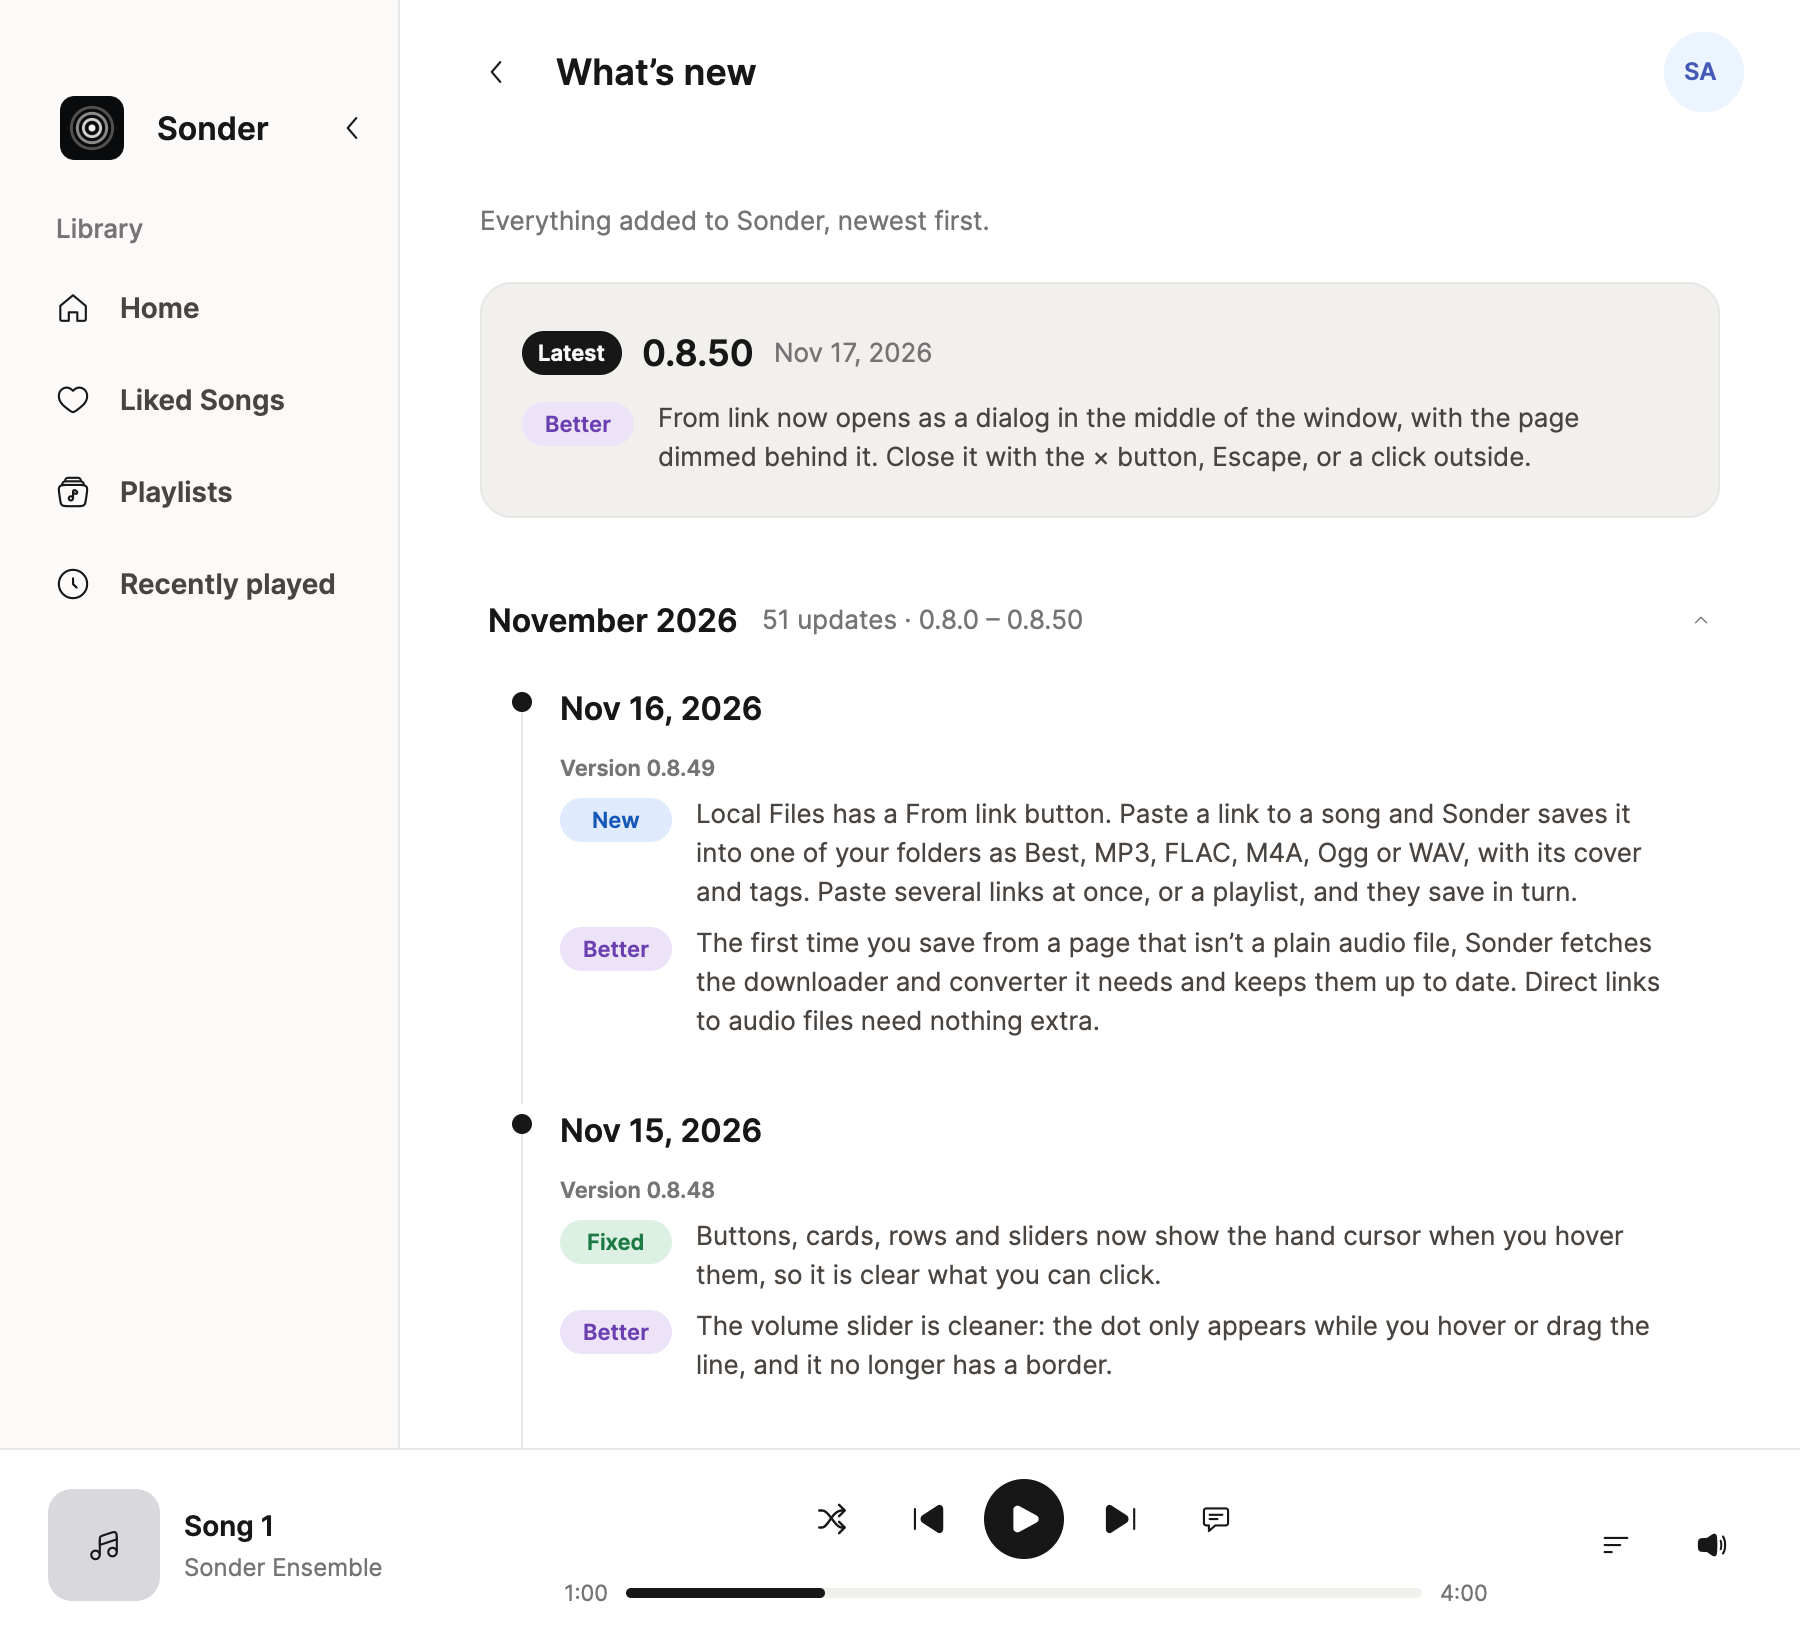 Sonder
Library
Home
Liked Songs
Playlists
Recently played
What’s new
SA
Everything added to Sonder, newest first.
Latest 0.8.50 Nov 17, 2026
Better From link now opens as a dialog in the middle of the window, with the page
dimmed behind it. Close it with the × button, Escape, or a click outside.
November 2026 51 updates · 0.8.0 – 0.8.50
Nov 16, 2026
Version 0.8.49
New Local Files has a From link button. Paste a link to a song and Sonder saves it
into one of your folders as Best, MP3, FLAC, M4A, Ogg or WAV, with its cover
and tags. Paste several links at once, or a playlist, and they save in turn.
Better The first time you save from a page that isn’t a plain audio file, Sonder fetches
the downloader and converter it needs and keeps them up to date. Direct links
to audio files need nothing extra.
Nov 15, 2026
Version 0.8.48
Fixed Buttons, cards, rows and sliders now show the hand cursor when you hover
them, so it is clear what you can click.
Better The volume slider is cleaner: the dot only appears while you hover or drag the
line, and it no longer has a border.
Song 1
Sonder Ensemble
1:00 4:00